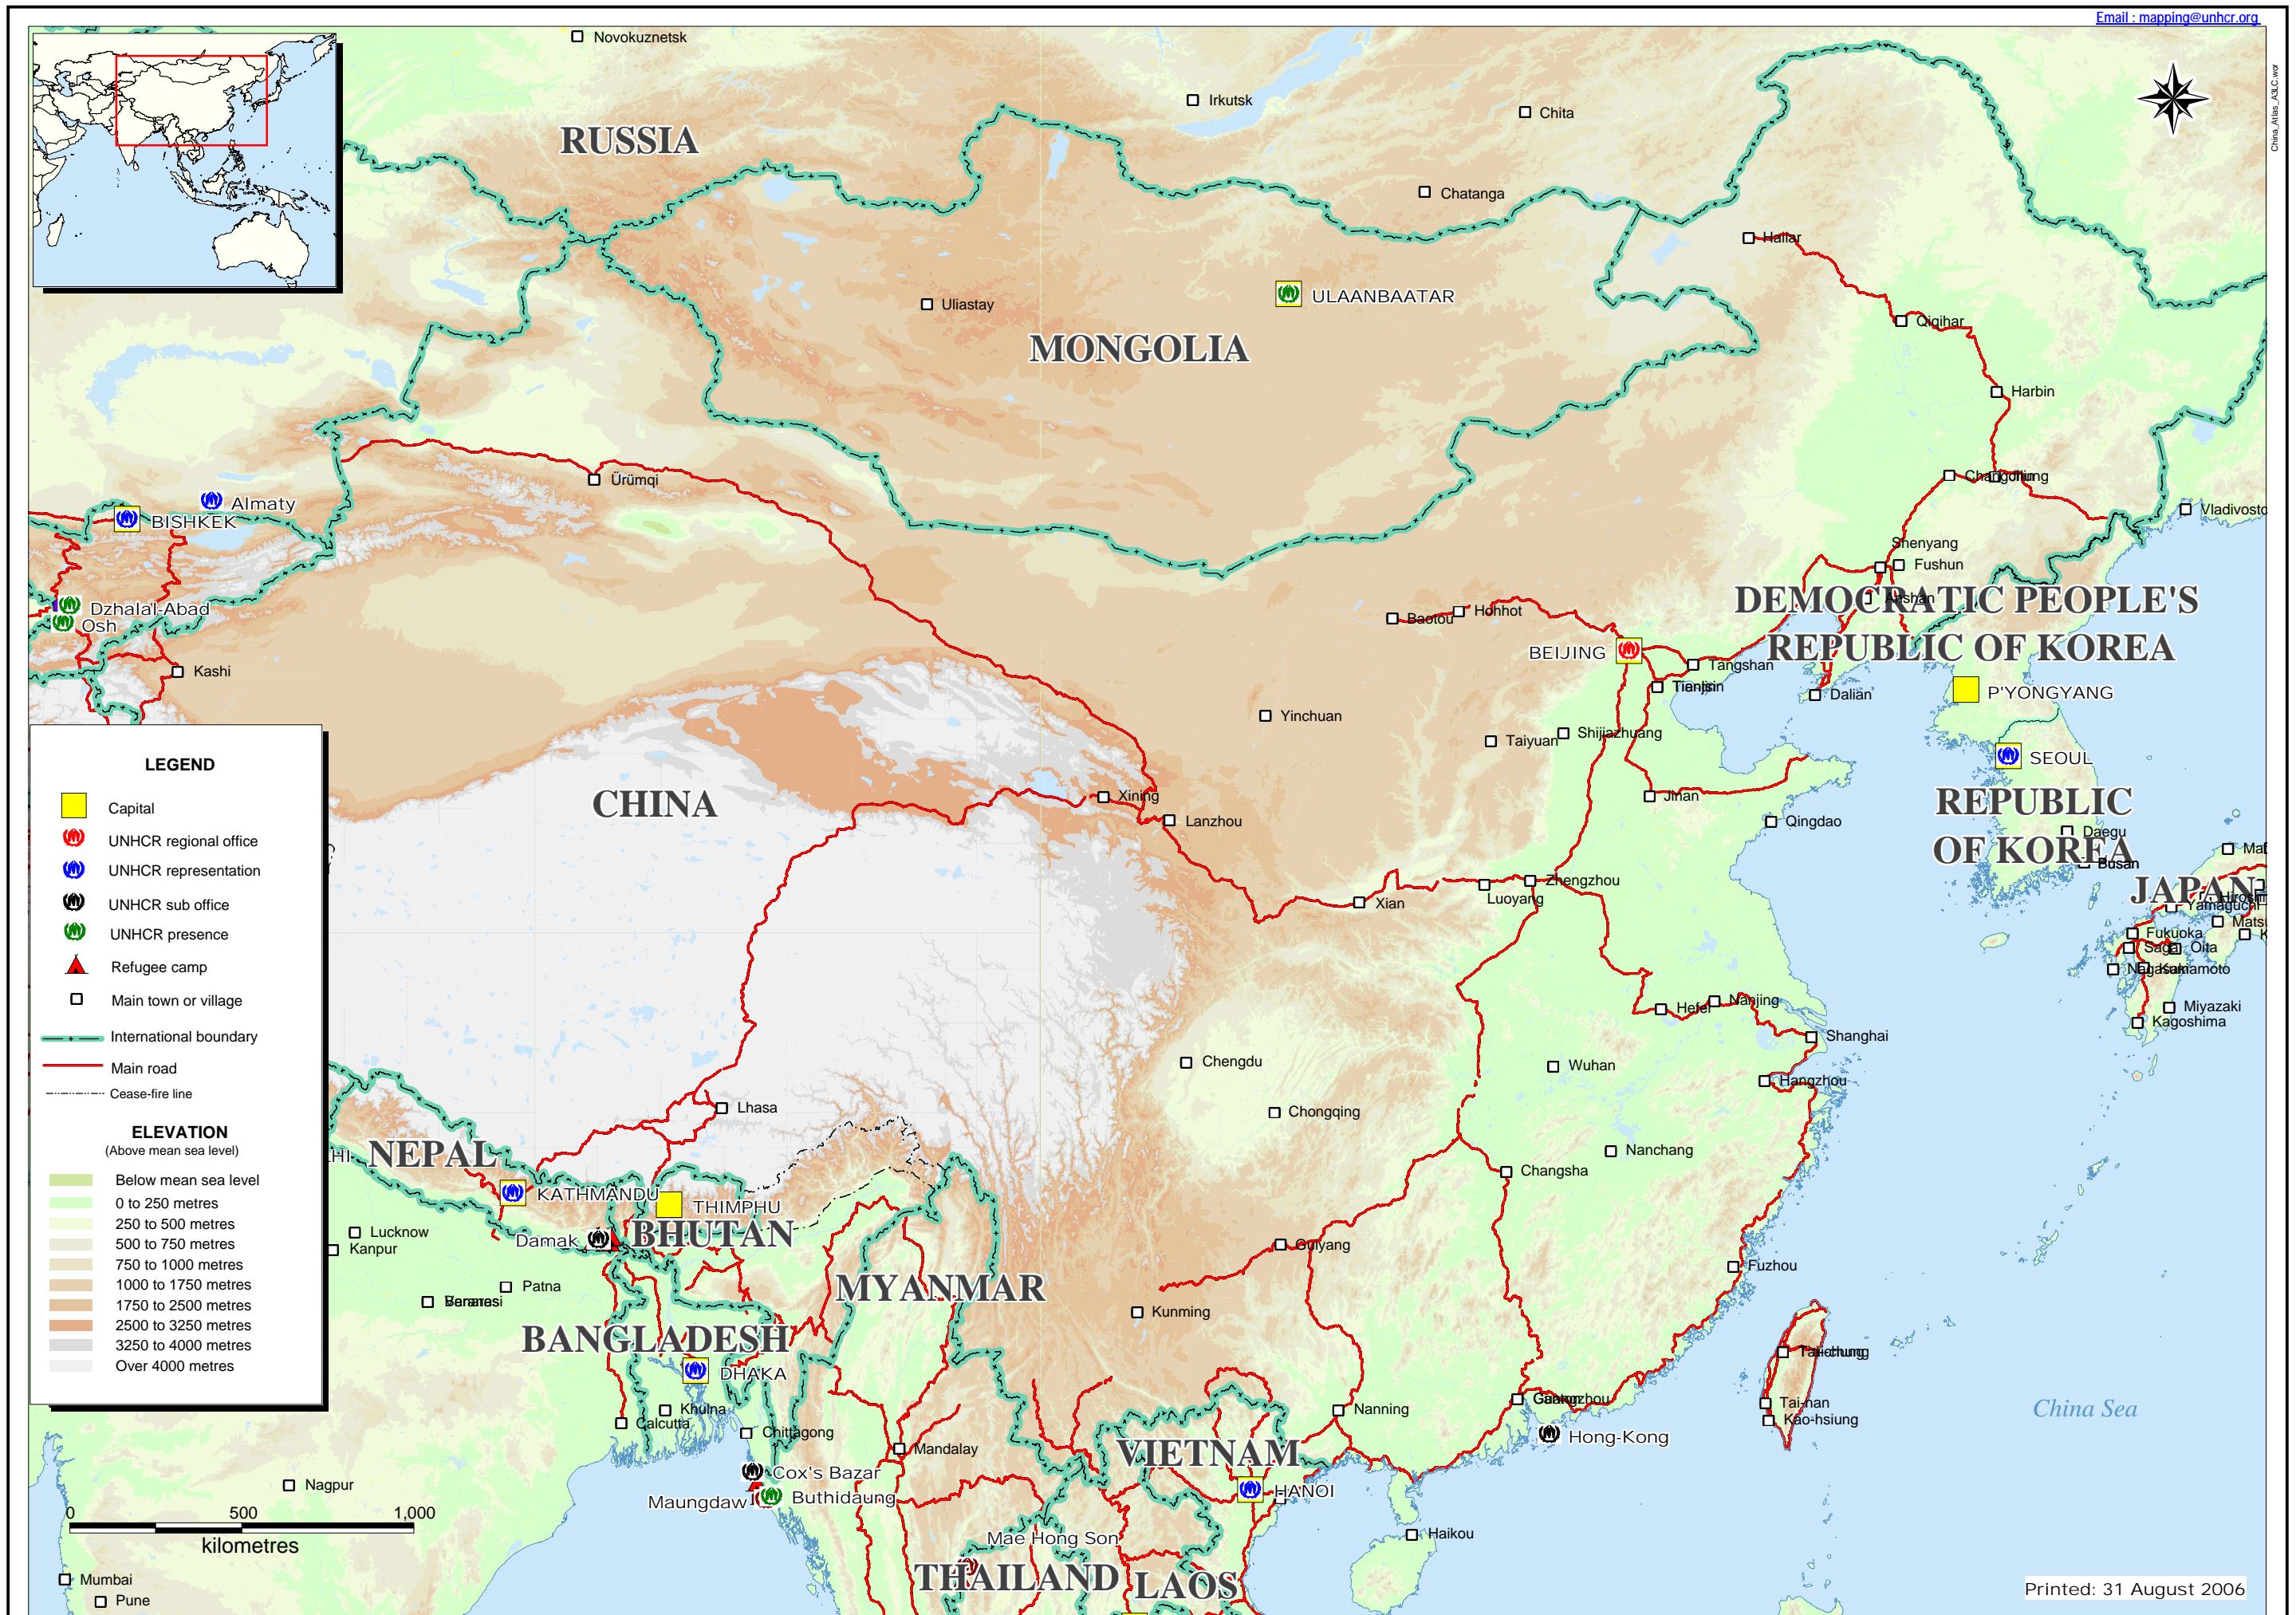 Email : mapping@unhcr.org
China_Atlas_A3LC.wor
Novokuznetsk
Irkutsk
Chita
RUSSIA
Chatanga
Hailar
ULAANBAATAR
Uliastay
Qiqihar
MONGOLIA
Harbin
Ürümqi
Almaty
BISHKEK
Shenyang
Fushun
Anshan
DEMOCRATIC PEOPLE'S
REPUBLIC OF KOREA
Dzhalal-Abad
Osh
Hohhot
Baotou
BEIJING
Tangshan
Kashi
Dalian
P'YONGYANG
Yinchuan
Shijiazhuang
Taiyuan
SEOUL
CHINA
Xining
Jinan
REPUBLIC
OF KOREA
Lanzhou
Qingdao
Daegu
Busan
Zhengzhou
Luoyang
Xian
JAPAN
Yamaguchi
Fukuoka
Saga
Oita
Nagasaki
Kumamoto
Miyazaki
Kagoshima
Hefei
Nanjing
Shanghai
Chengdu
Wuhan
Hangzhou
Lhasa
Chongqing
Nanchang
Changsha
LEGEND
Capital
UNHCR regional office
UNHCR representation
UNHCR sub office
UNHCR presence
Refugee camp
Main town or village
International boundary
Main road
Cease-fire line
ELEVATION
(Above mean sea level)
Below mean sea level
0 to 250 metres
250 to 500 metres
500 to 750 metres
750 to 1000 metres
1000 to 1750 metres
1750 to 2500 metres
2500 to 3250 metres
3250 to 4000 metres
Over 4000 metres
NEPAL
KATHMANDU
THIMPHU
BHUTAN
Damak
Lucknow
Kanpur
Patna
Guiyang
Fuzhou
MYANMAR
Kunming
BANGLADESH
DHAKA
Khulna
Calcutta
Chittagong
Mandalay
Nanning
Tai-nan
Kao-hsiung
China Sea
VIETNAM
Hong-Kong
Cox's Bazar
Maungdaw
Buthidaung
HANOI
Nagpur
0 500 1,000
kilometres
Mae Hong Son
Haikou
THAILAND
LAOS
Mumbai
Pune
Printed: 31 August 2006